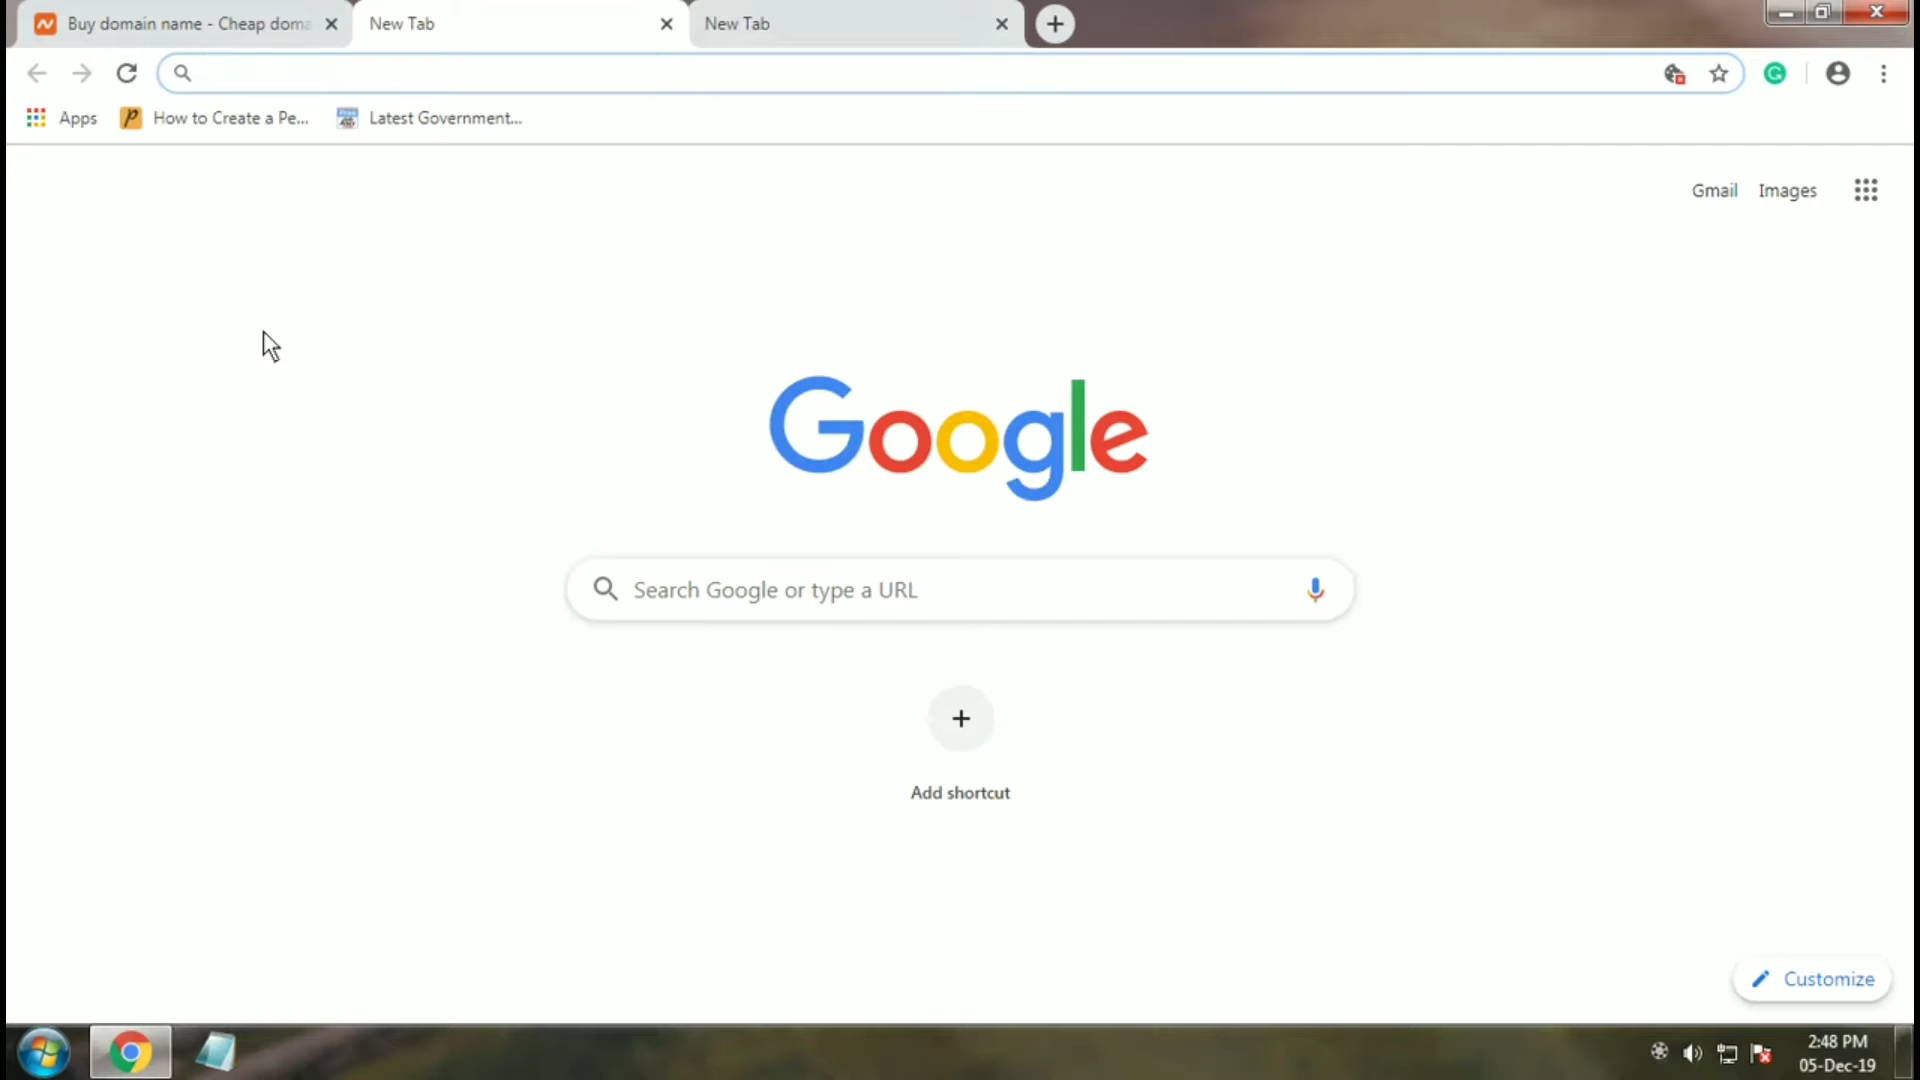 Buy domain name - Cheap doma
New Tab
New Tab
Apps
How to Create a Pe...
Latest Government...
Gmail
Images
Google
Search Google or type a URL
Add shortcut
Customize
2:48 PM
05-Dec-19